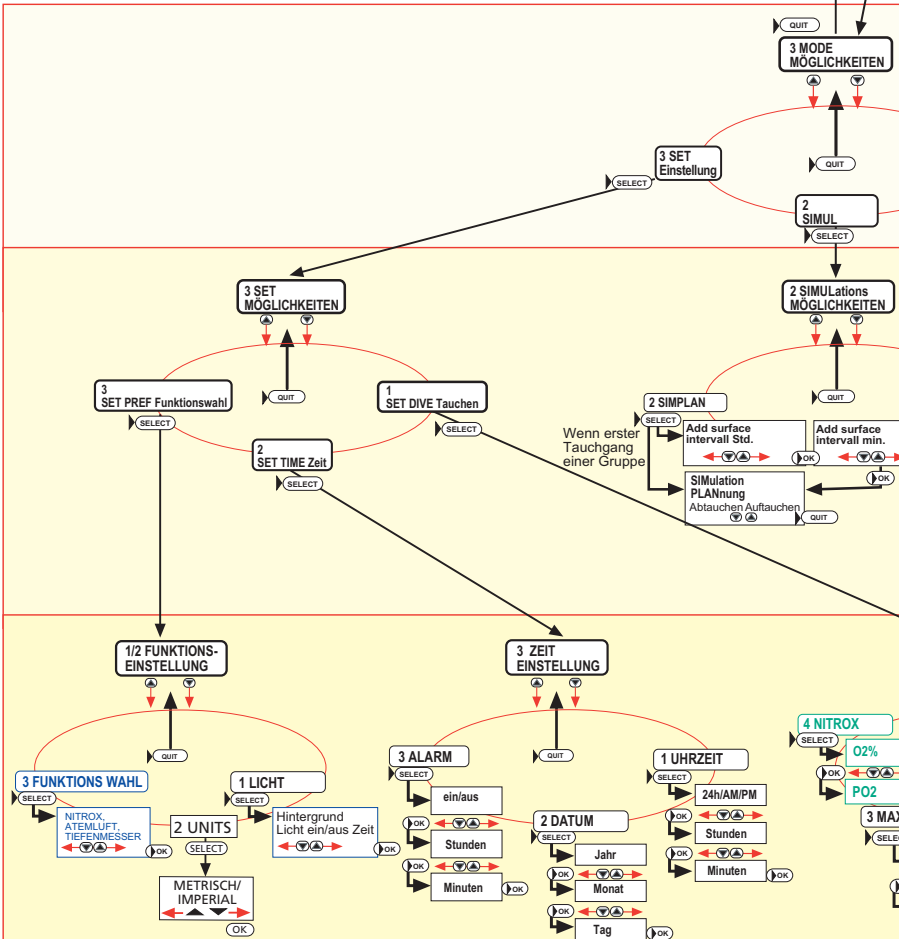 QUIT
3 MODE
MÖGLICHKEITEN
QUIT
3 SET
Einstellung
SELECT
2
SIMUL
SELECT
3 SET
MÖGLICHKEITEN
QUIT
3
SET PREF Funktionswahl
SELECT
1
SET DIVE Tauchen
SELECT
2
SET TIME Zeit
SELECT
2 SIMULations
MÖGLICHKEITEN
QUIT
2 SIMPLAN
SELECT
Wenn erster
Tauchgang
einer Gruppe
Add surface
intervall Std.
OK
Add surface
intervall min.
OK
SIMulation
PLANnung
Abtauchen Auftauchen
QUIT
1/2 FUNKTIONS-
EINSTELLUNG
QUIT
3 FUNKTIONS WAHL
SELECT
NITROX,
ATEMLUFT,
TIEFENMESSER
OK
2 UNITS
SELECT
METRISCH/
IMPERIAL
OK
1 LICHT
SELECT
Hintergrund
Licht ein/aus Zeit
OK
3 ZEIT
EINSTELLUNG
QUIT
3 ALARM
SELECT
ein/aus
OK
Stunden
OK
Minuten
OK
2 DATUM
SELECT
Jahr
OK
Monat
OK
Tag
OK
1 UHRZEIT
SELECT
24h/AM/PM
OK
Stunden
OK
Minuten
OK
4 NITROX
SELECT
O2%
OK
PO2
3 MAX